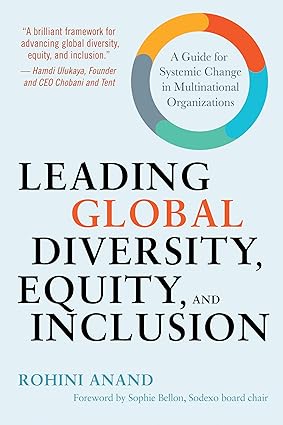 “A brilliant framework for
advancing global diversity,
equity, and inclusion.”
— Hamdi Ulukaya, Founder
and CEO Chobani and Tent
A Guide for
Systemic Change
in Multinational
Organizations
LEADING
GLOBAL
DIVERSITY,
EQUITY, AND
INCLUSION
ROHINI ANAND
Foreword by Sophie Bellon, Sodexo board chair